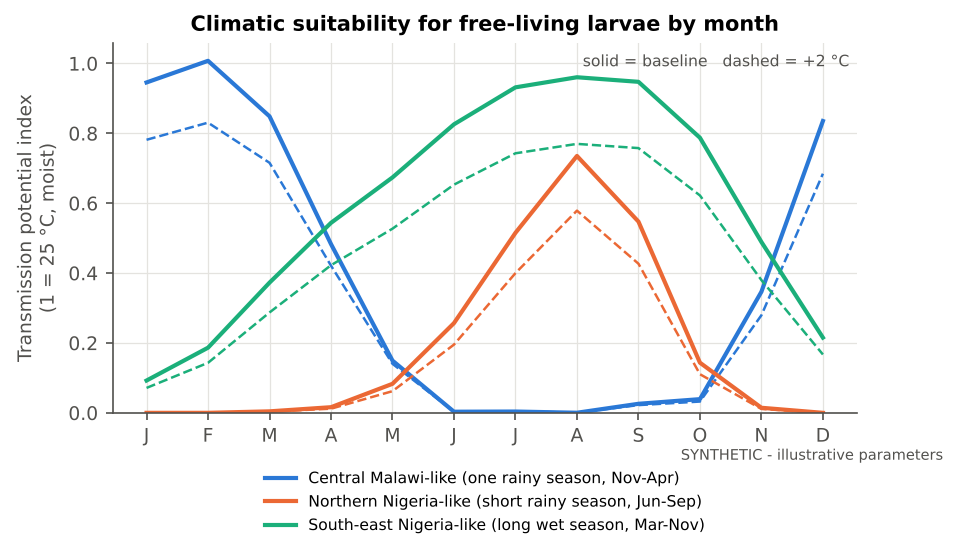 Climatic suitability for free-living larvae by month
solid = baseline dashed = +2 °C
Transmission potential index
(1 = 25 °C, moist)
1.0
0.8
0.6
0.4
0.2
0.0
J F M A M J J A S O N D
SYNTHETIC - illustrative parameters
Central Malawi-like (one rainy season, Nov-Apr)
Northern Nigeria-like (short rainy season, Jun-Sep)
South-east Nigeria-like (long wet season, Mar-Nov)